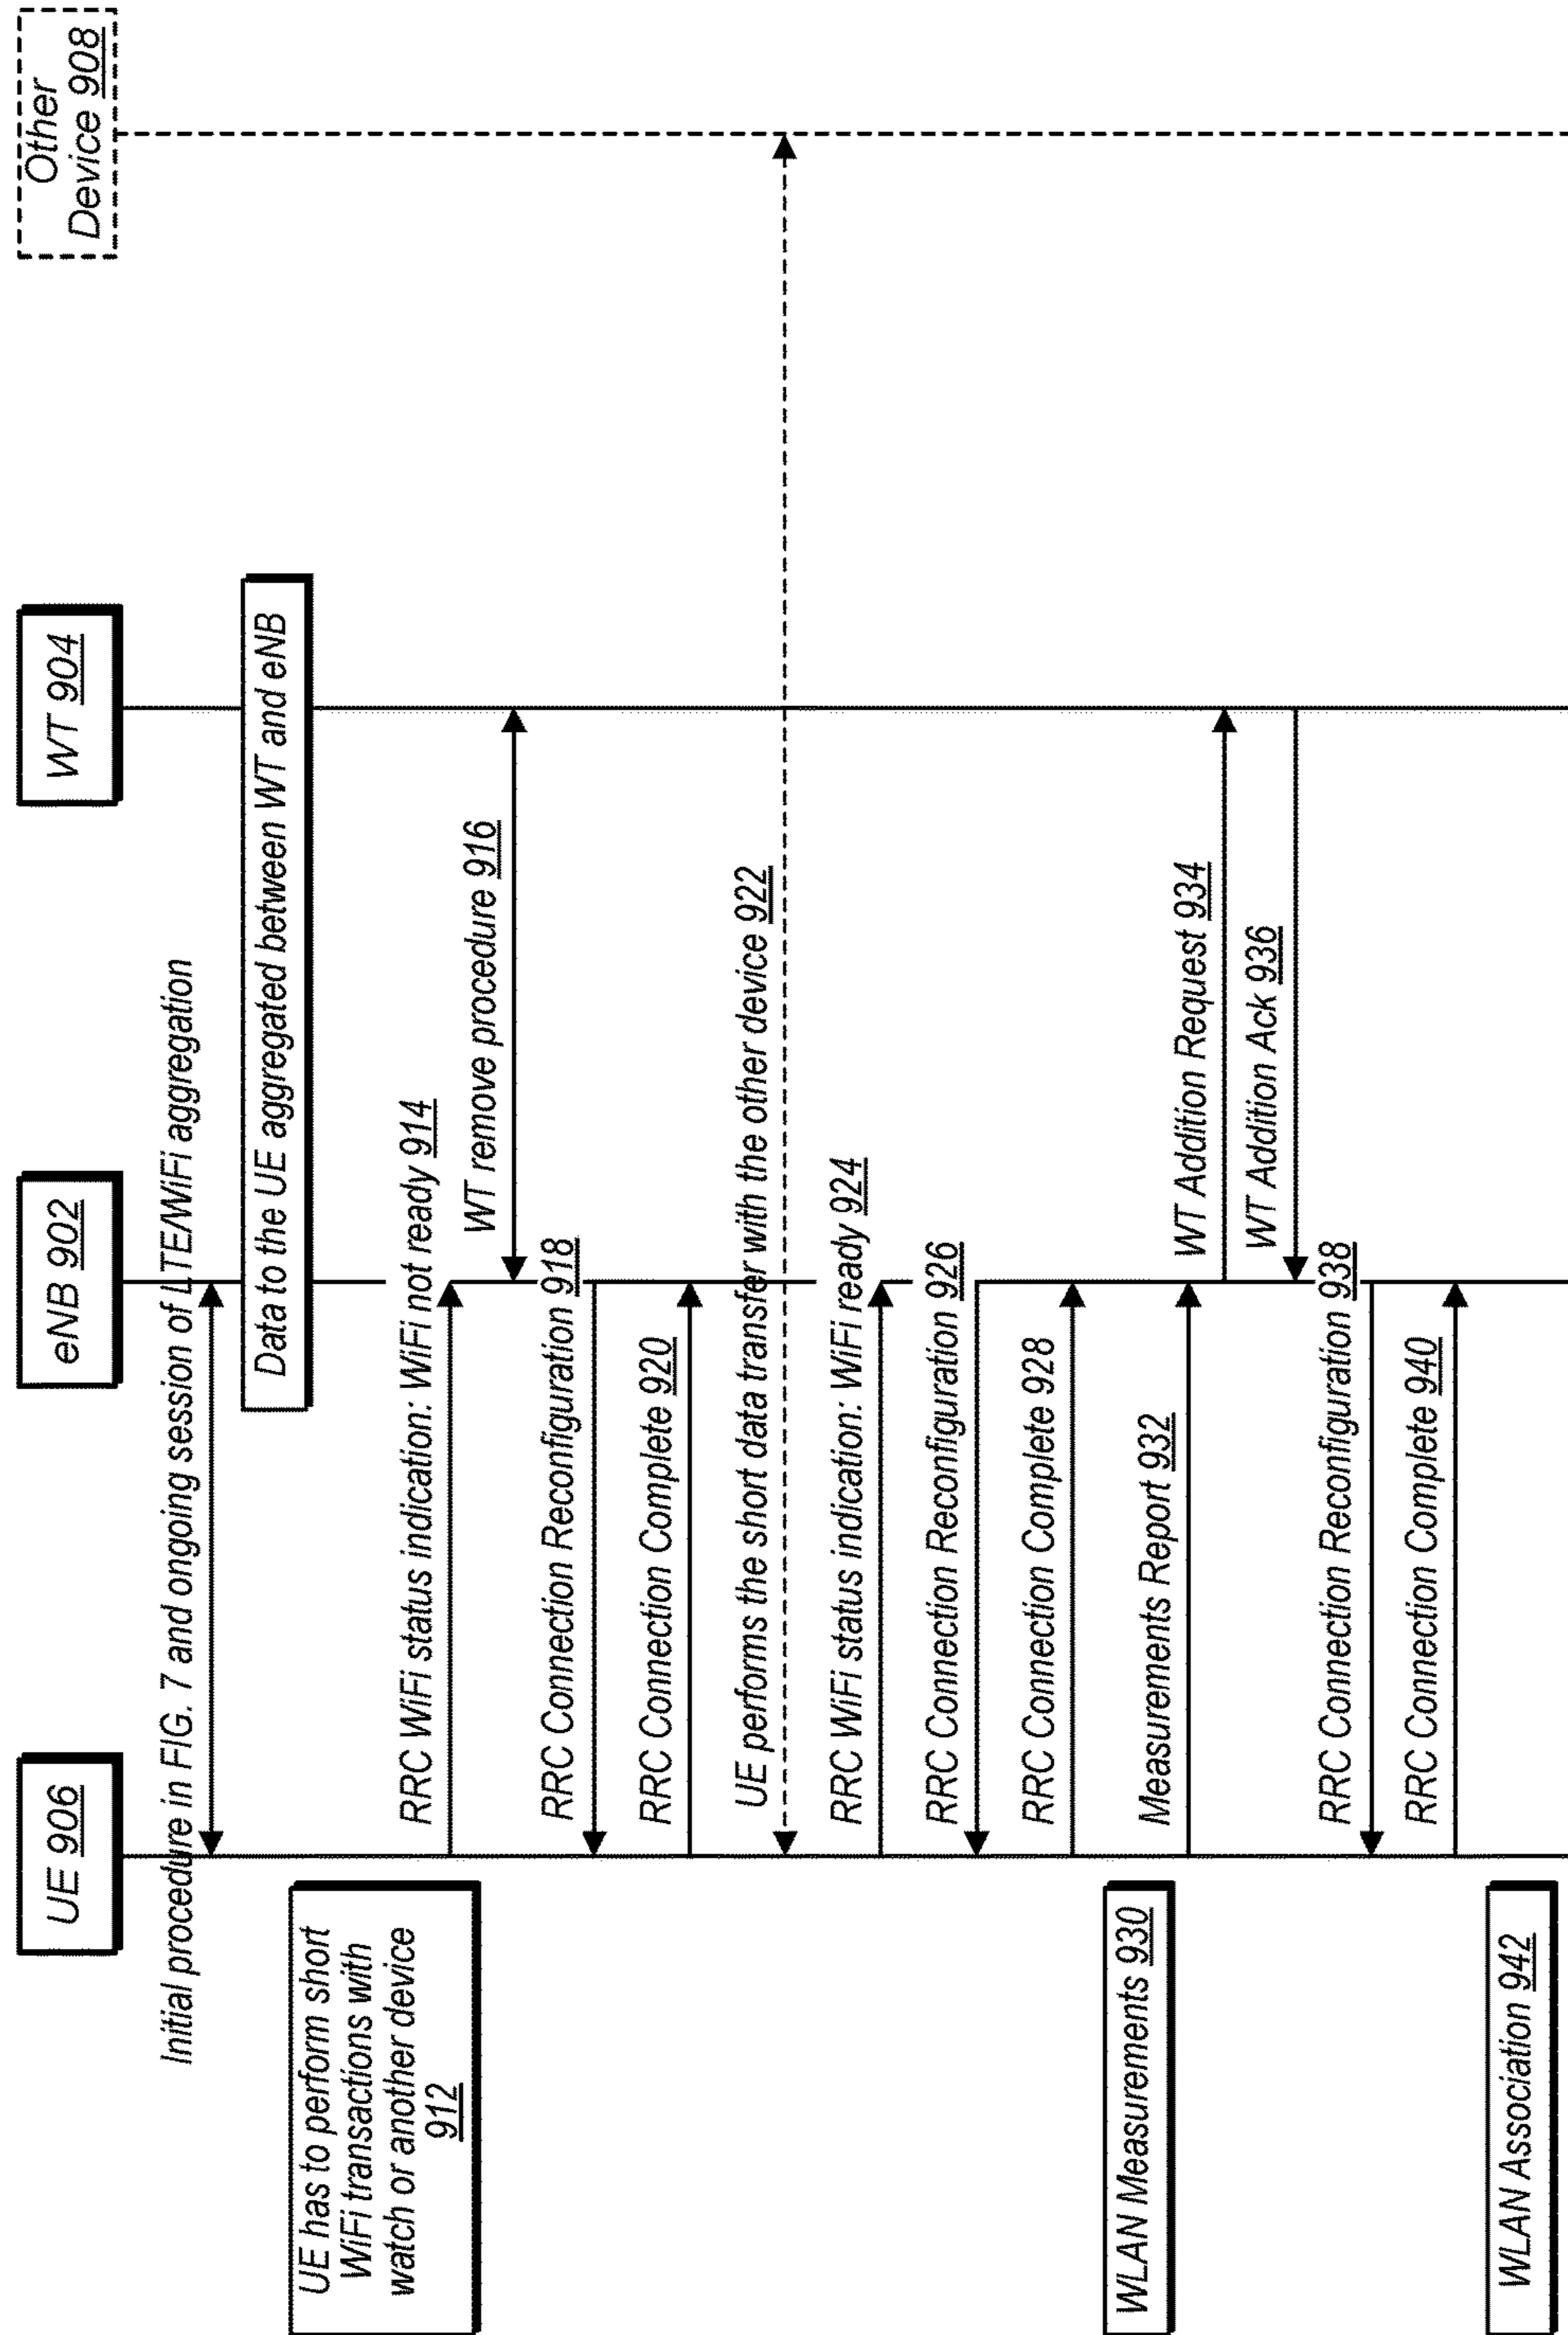 UE 906
eNB 902
WT 904
Other
Device 908
Initial procedure in FIG. 7 and ongoing session of LTE/WiFi aggregation
Data to the UE aggregated between WT and eNB
UE has to perform short
WiFi transactions with
watch or another device
912
RRC WiFi status indication: WiFi not ready 914
WT remove procedure 916
RRC Connection Reconfiguration 918
RRC Connection Complete 920
UE performs the short data transfer with the other device 922
RRC WiFi status indication: WiFi ready 924
RRC Connection Reconfiguration 926
RRC Connection Complete 928
WLAN Measurements 930
Measurements Report 932
WT Addition Request 934
WT Addition Ack 936
RRC Connection Reconfiguration 938
RRC Connection Complete 940
WLAN Association 942